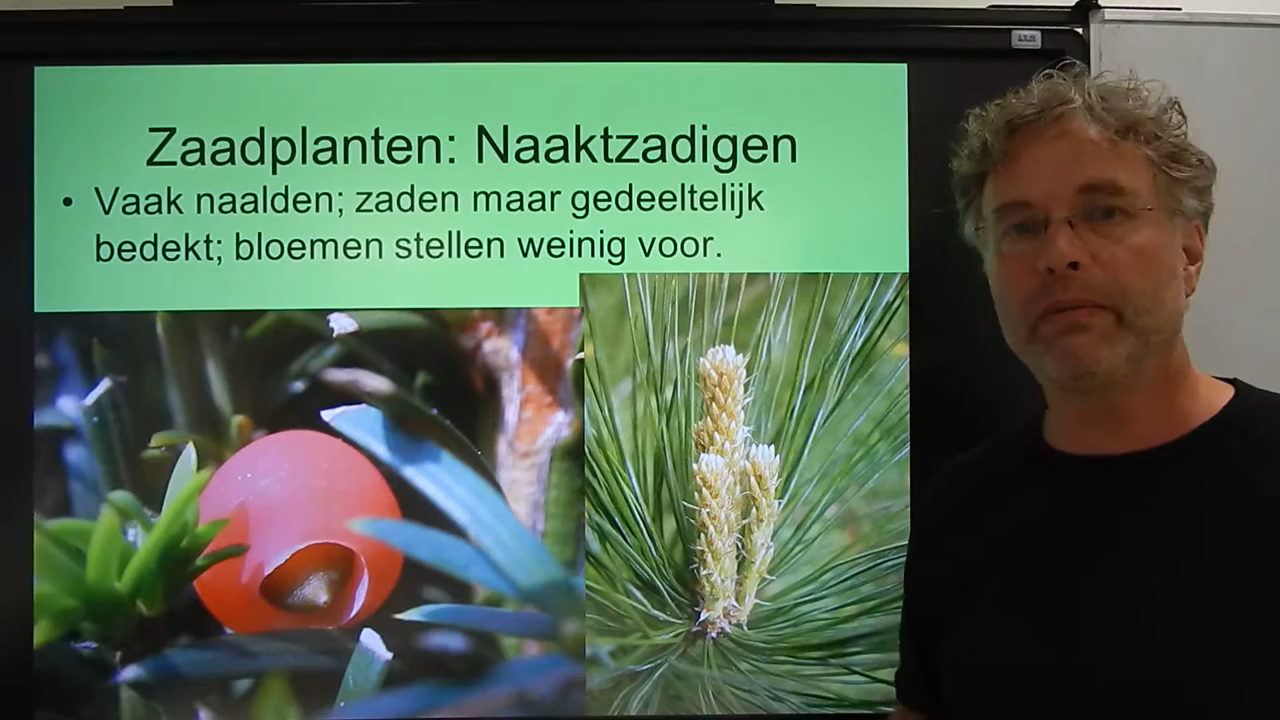 Zaadplanten: Naaktzadigen
• Vaak naalden; zaden maar gedeeltelijk
bedekt; bloemen stellen weinig voor.